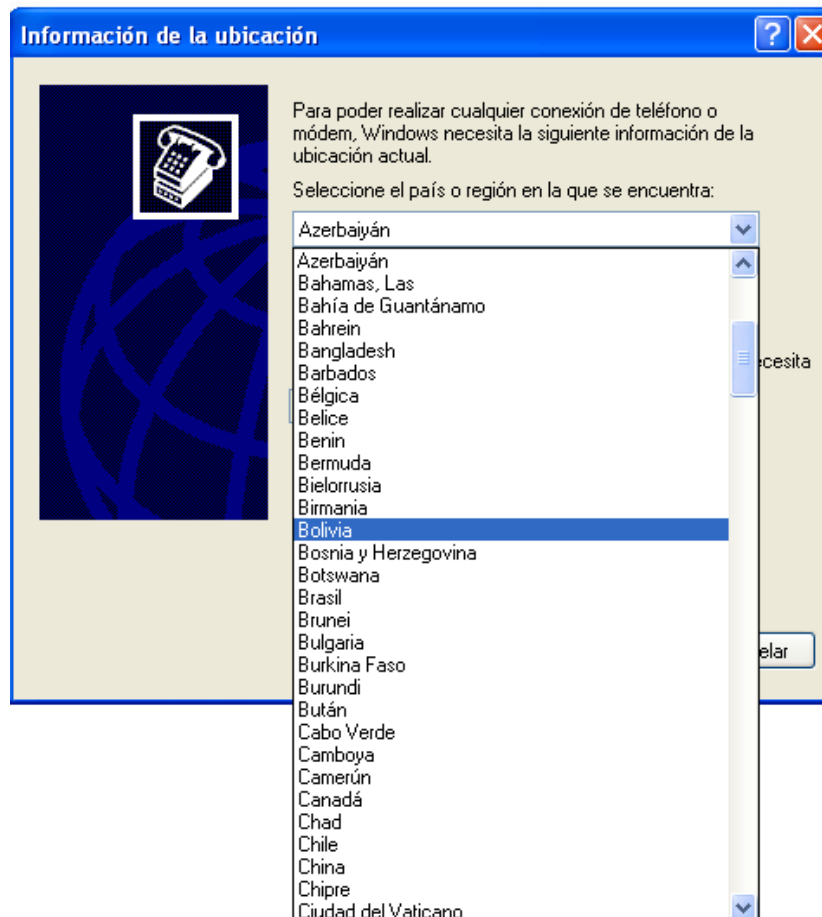 Información de la ubicación
Para poder realizar cualquier conexión de teléfono o
módem, Windows necesita la siguiente información de la
ubicación actual.
Seleccione el país o región en la que se encuentra:
Azerbaiyán
Azerbaiyán
Bahamas, Las
Bahía de Guantánamo
Bahrein
Bangladesh
ecesita
Barbados
Bélgica
Belice
Benin
Bermuda
Bielorrusia
Birmania
Bolivia
Bosnia y Herzegovina
Botswana
Brasil
Brunei
Bulgaria
elar
Burkina Faso
Burundi
Bután
Cabo Verde
Camboya
Camerún
Canadá
Chad
Chile
China
Chipre
Ciudad del Vaticano